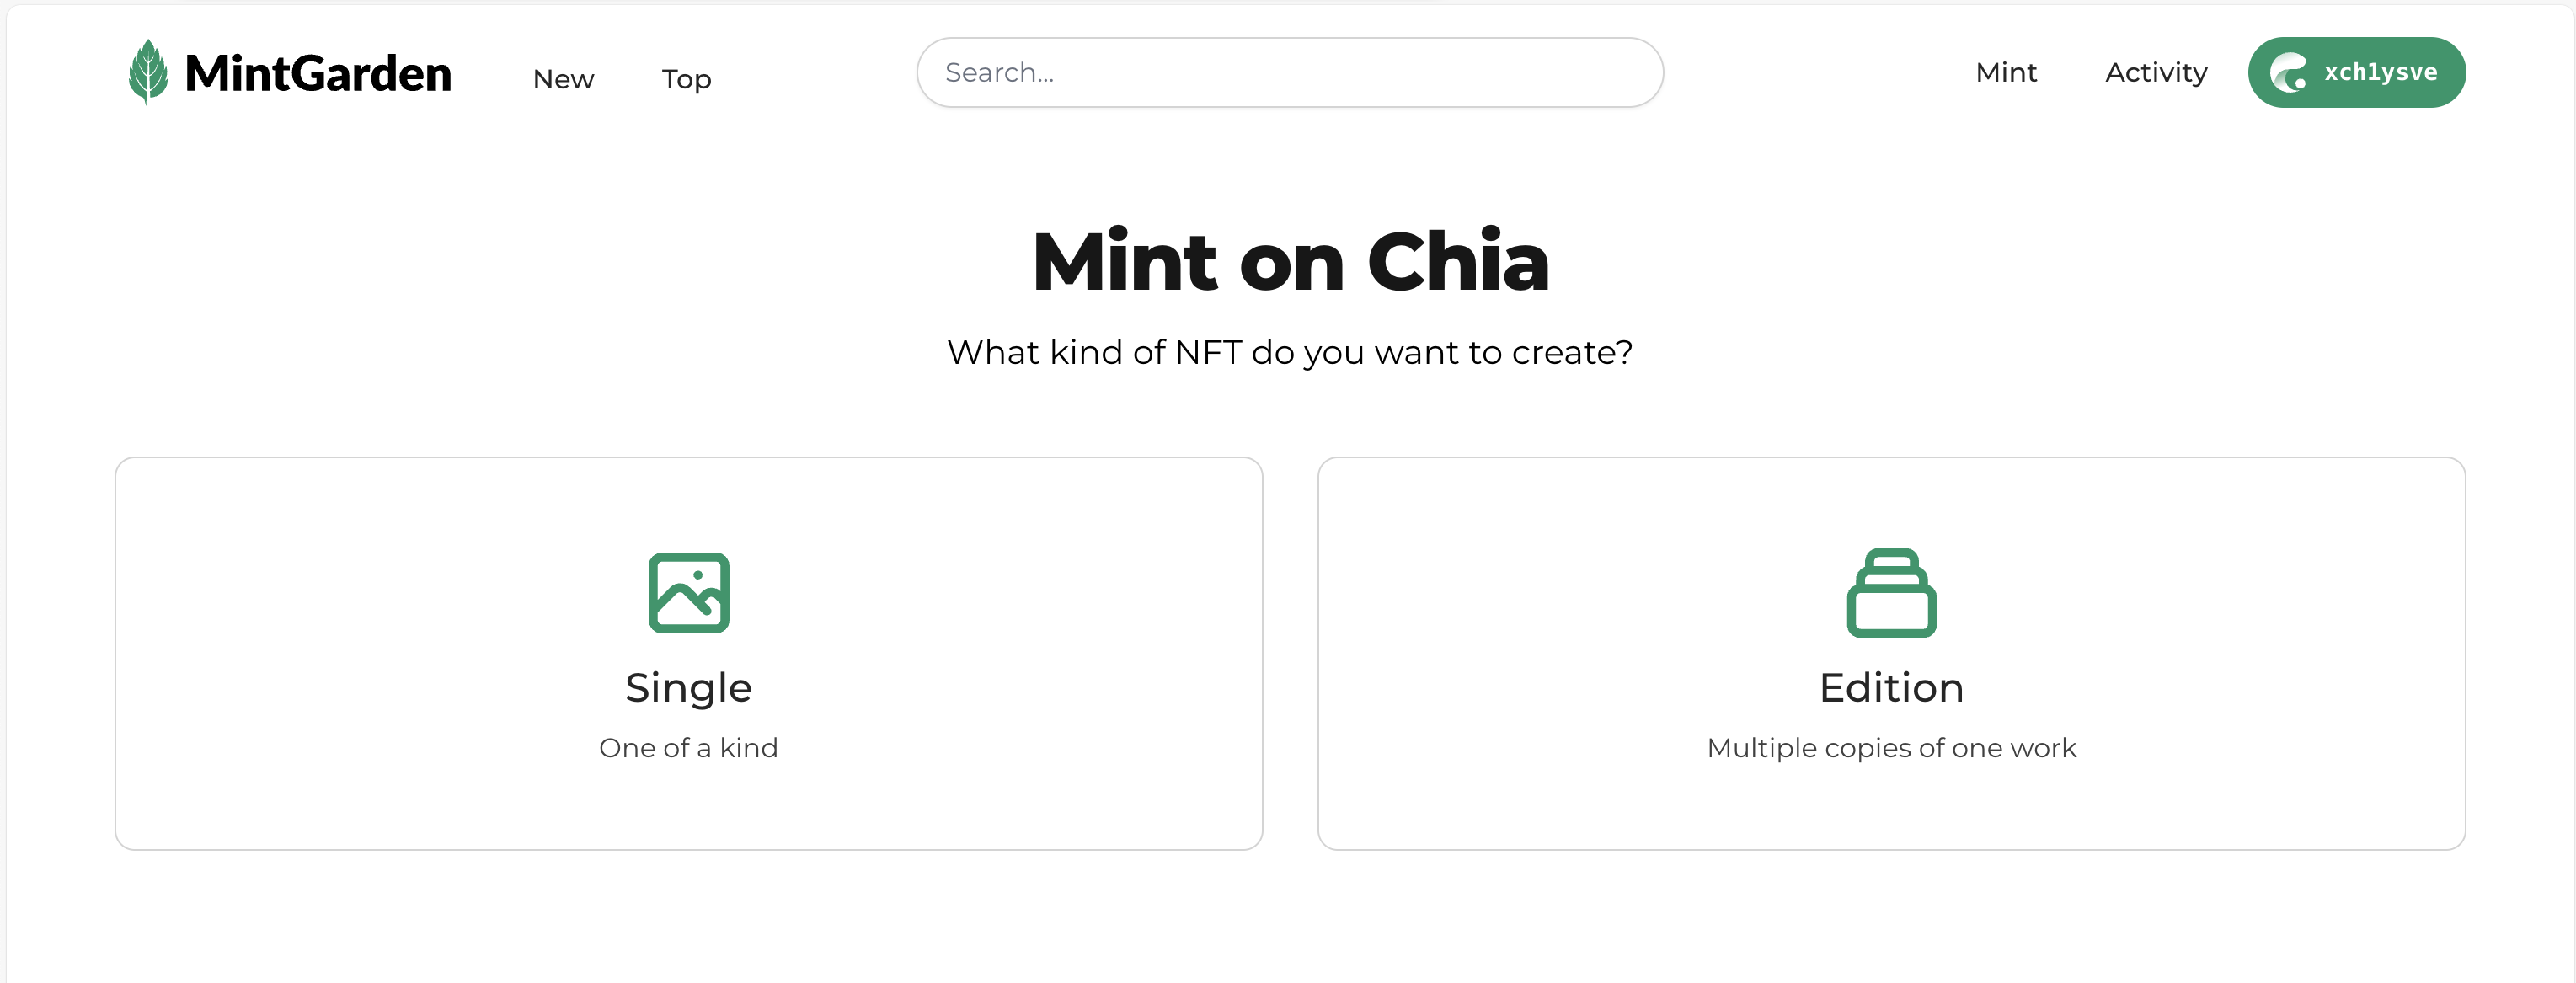 MintGarden New Top Search... Mint Activity xch1ysve
Mint on Chia
What kind of NFT do you want to create?
Single
One of a kind
Edition
Multiple copies of one work